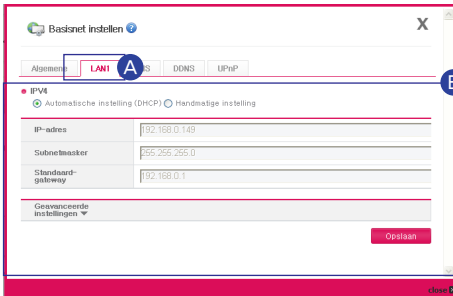 Basisnet instellen ? X
Algemene LAN1 A S DDNS UPnP
B
IPV4
Automatische instelling (DHCP) Handmatige instelling
IP-adres 192.168.0.149
Subnetmasker 255.255.255.0
Standaard-
gateway 192.168.0.1
Geavanceerde
instellingen ▼
Opslaan
close